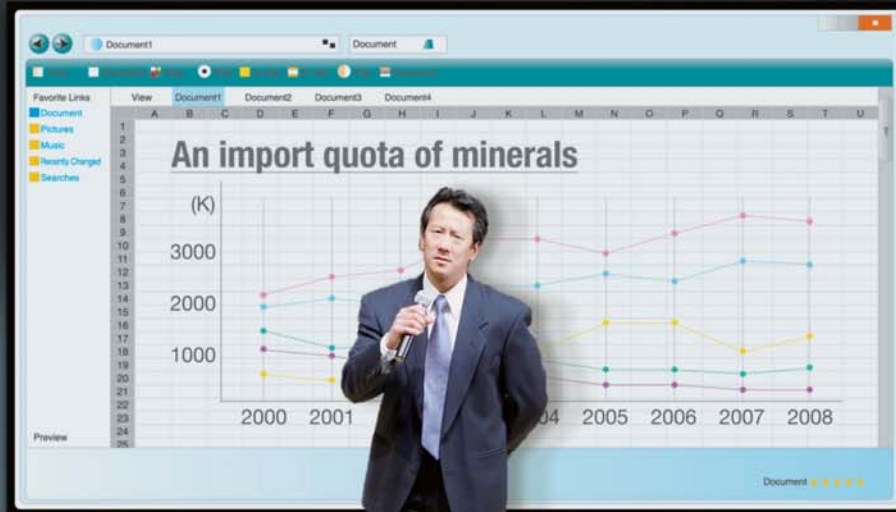 Document1
Document
Favorite Links
View Document1 Document2 Document3 Document4
Document
Pictures
Music
Recently Changed
Searches
Preview
A B C D E F G H I J K L M N O P Q R S T U
1
2
3
4
5
6
7
8
9
10
11
12
13
14
15
16
17
18
19
20
21
22
23
24
25
An import quota of minerals
(K)
3000
2000
1000
2000 2001 04 2005 2006 2007 2008
Document